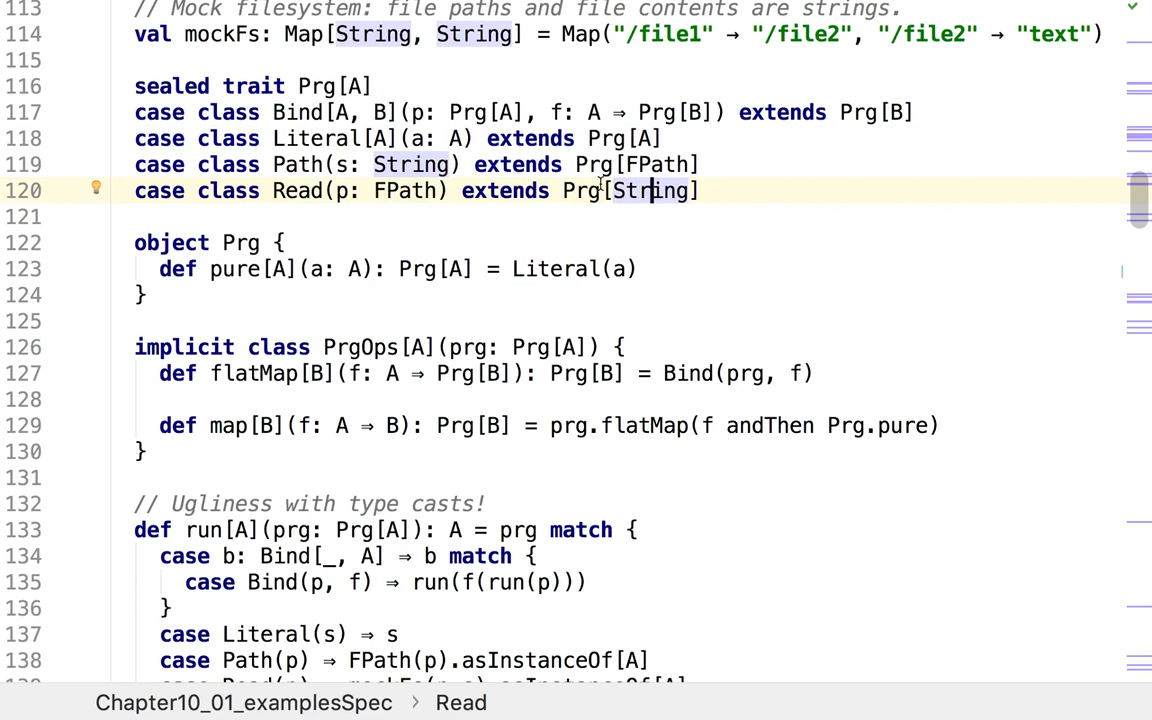 113 // Mock filesystem: file paths and file contents are strings.
114 val mockFs: Map[String, String] = Map("/file1" → "/file2", "/file2" → "text")
115
116 sealed trait Prg[A]
117 case class Bind[A, B](p: Prg[A], f: A ⇒ Prg[B]) extends Prg[B]
118 case class Literal[A](a: A) extends Prg[A]
119 case class Path(s: String) extends Prg[FPath]
120 case class Read(p: FPath) extends Prg[String]
121
122 object Prg {
123 def pure[A](a: A): Prg[A] = Literal(a)
124 }
125
126 implicit class PrgOps[A](prg: Prg[A]) {
127 def flatMap[B](f: A ⇒ Prg[B]): Prg[B] = Bind(prg, f)
128
129 def map[B](f: A ⇒ B): Prg[B] = prg.flatMap(f andThen Prg.pure)
130 }
131
132 // Ugliness with type casts!
133 def run[A](prg: Prg[A]): A = prg match {
134 case b: Bind[_, A] ⇒ b match {
135 case Bind(p, f) ⇒ run(f(run(p)))
136 }
137 case Literal(s) ⇒ s
138 case Path(p) ⇒ FPath(p).asInstanceOf[A]
Chapter10_01_examplesSpec › Read